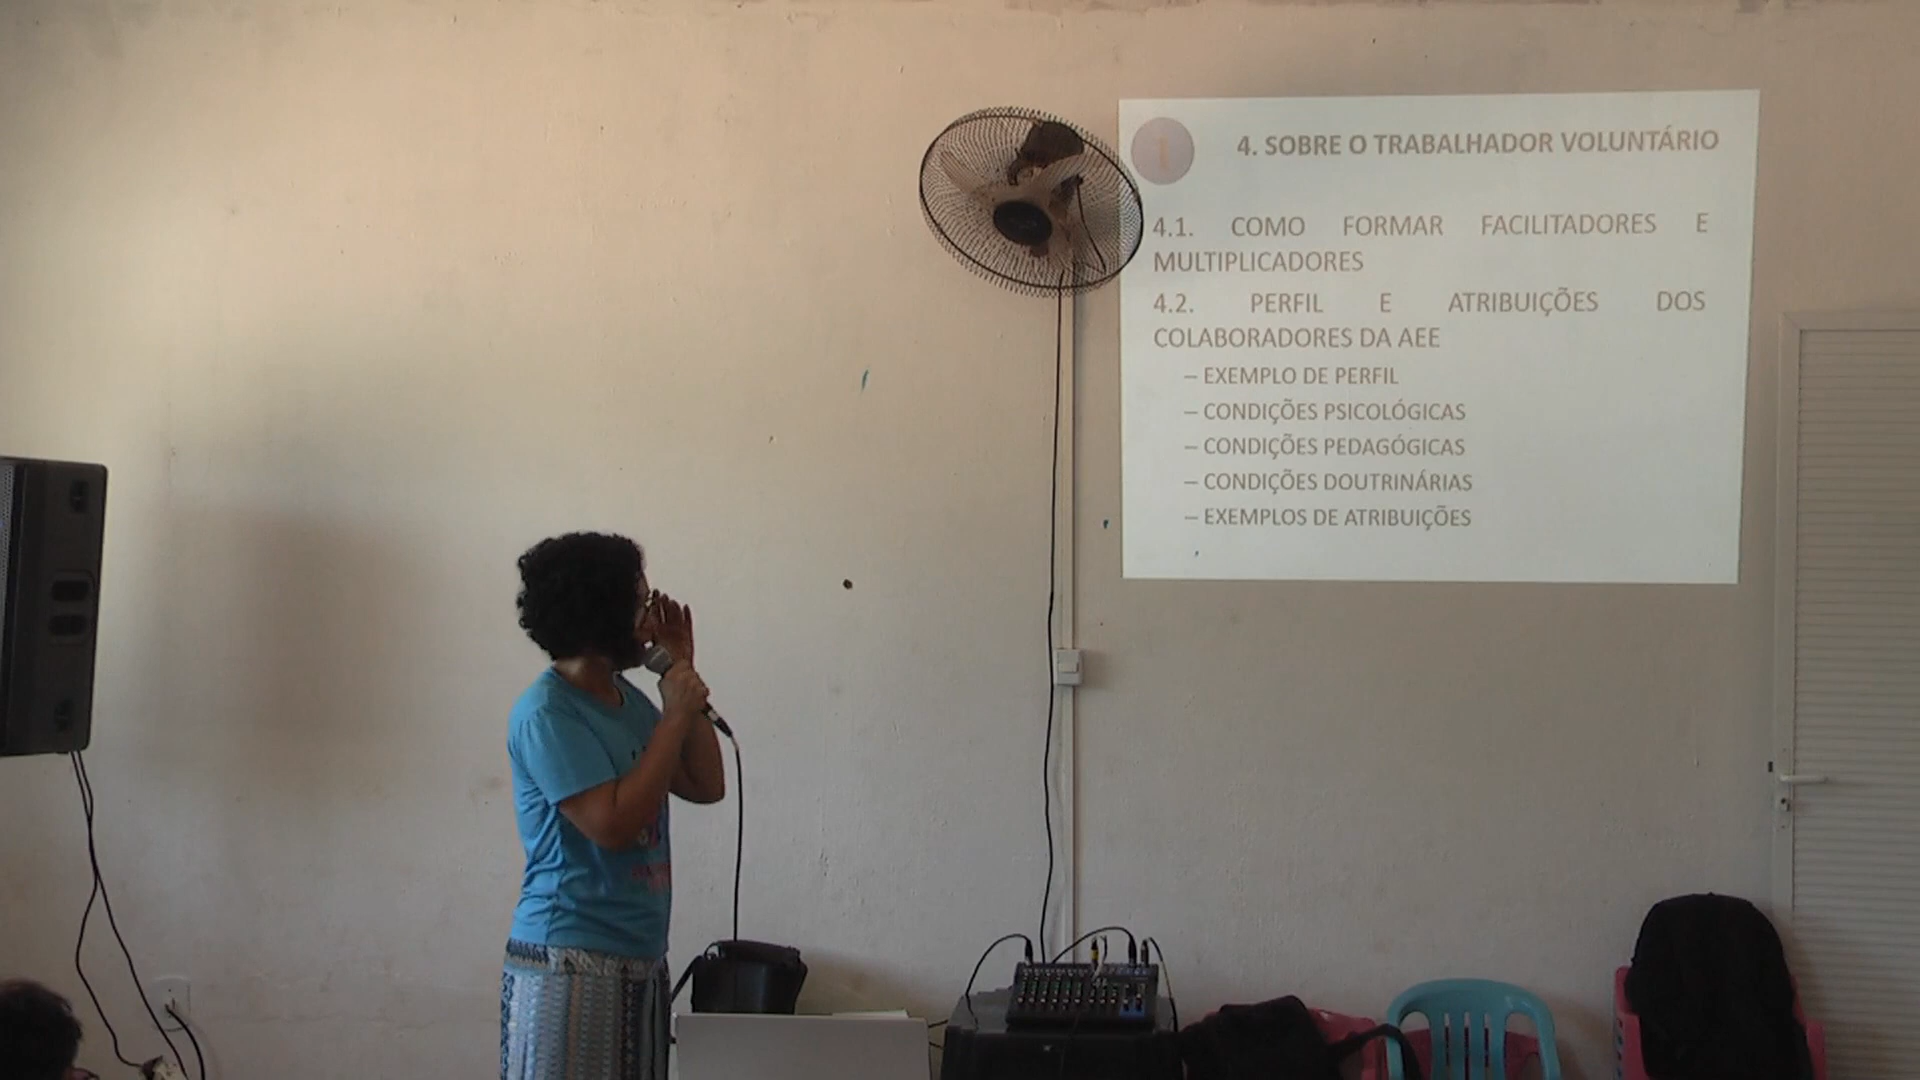 4. SOBRE O TRABALHADOR VOLUNTÁRIO
4.1. COMO FORMAR FACILITADORES E
MULTIPLICADORES
4.2. PERFIL E ATRIBUIÇÕES DOS
COLABORADORES DA AEE
– EXEMPLO DE PERFIL
– CONDIÇÕES PSICOLÓGICAS
– CONDIÇÕES PEDAGÓGICAS
– CONDIÇÕES DOUTRINÁRIAS
– EXEMPLOS DE ATRIBUIÇÕES